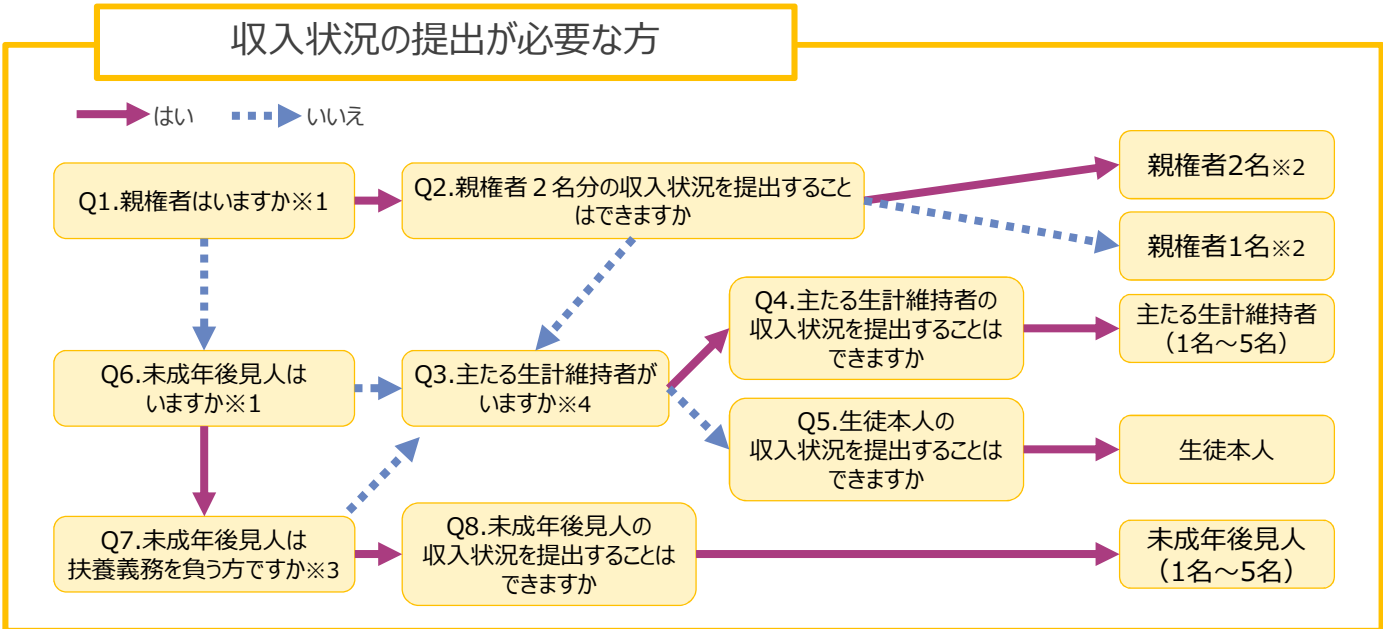 収入状況の提出が必要な方
はい
いいえ
Q1.親権者はいますか※1
Q2.親権者２名分の収入状況を提出すること
はできますか
親権者2名※2
親権者1名※2
Q4.主たる生計維持者の
収入状況を提出することは
できますか
主たる生計維持者
（1名～5名）
Q6.未成年後見人は
いますか※1
Q3.主たる生計維持者が
いますか※4
Q5.生徒本人の
収入状況を提出することは
できますか
生徒本人
Q7.未成年後見人は
扶養義務を負う方ですか※3
Q8.未成年後見人の
収入状況を提出することは
できますか
未成年後見人
（1名～5名）